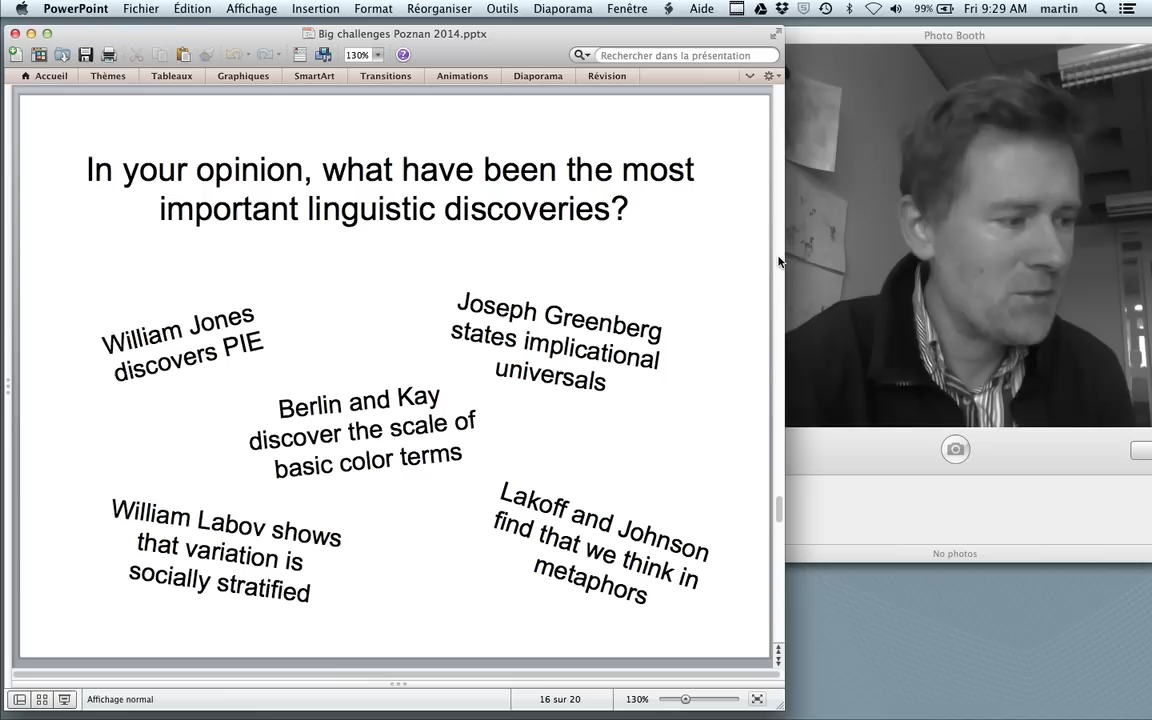 PowerPoint Fichier Édition Affichage Insertion Format Réorganiser Outils Diaporama Fenêtre Aide 99% Fri 9:29 AM martin
Big challenges Poznan 2014.pptx
130% Rechercher dans la présentation
Accueil Thèmes Tableaux Graphiques SmartArt Transitions Animations Diaporama Révision
Photo Booth
In your opinion, what have been the most
important linguistic discoveries?
William Jones
discovers PIE
Joseph Greenberg
states implicational
universals
Berlin and Kay
discover the scale of
basic color terms
William Labov shows
that variation is
socially stratified
Lakoff and Johnson
find that we think in
metaphors
No photos
Affichage normal 16 sur 20 130%